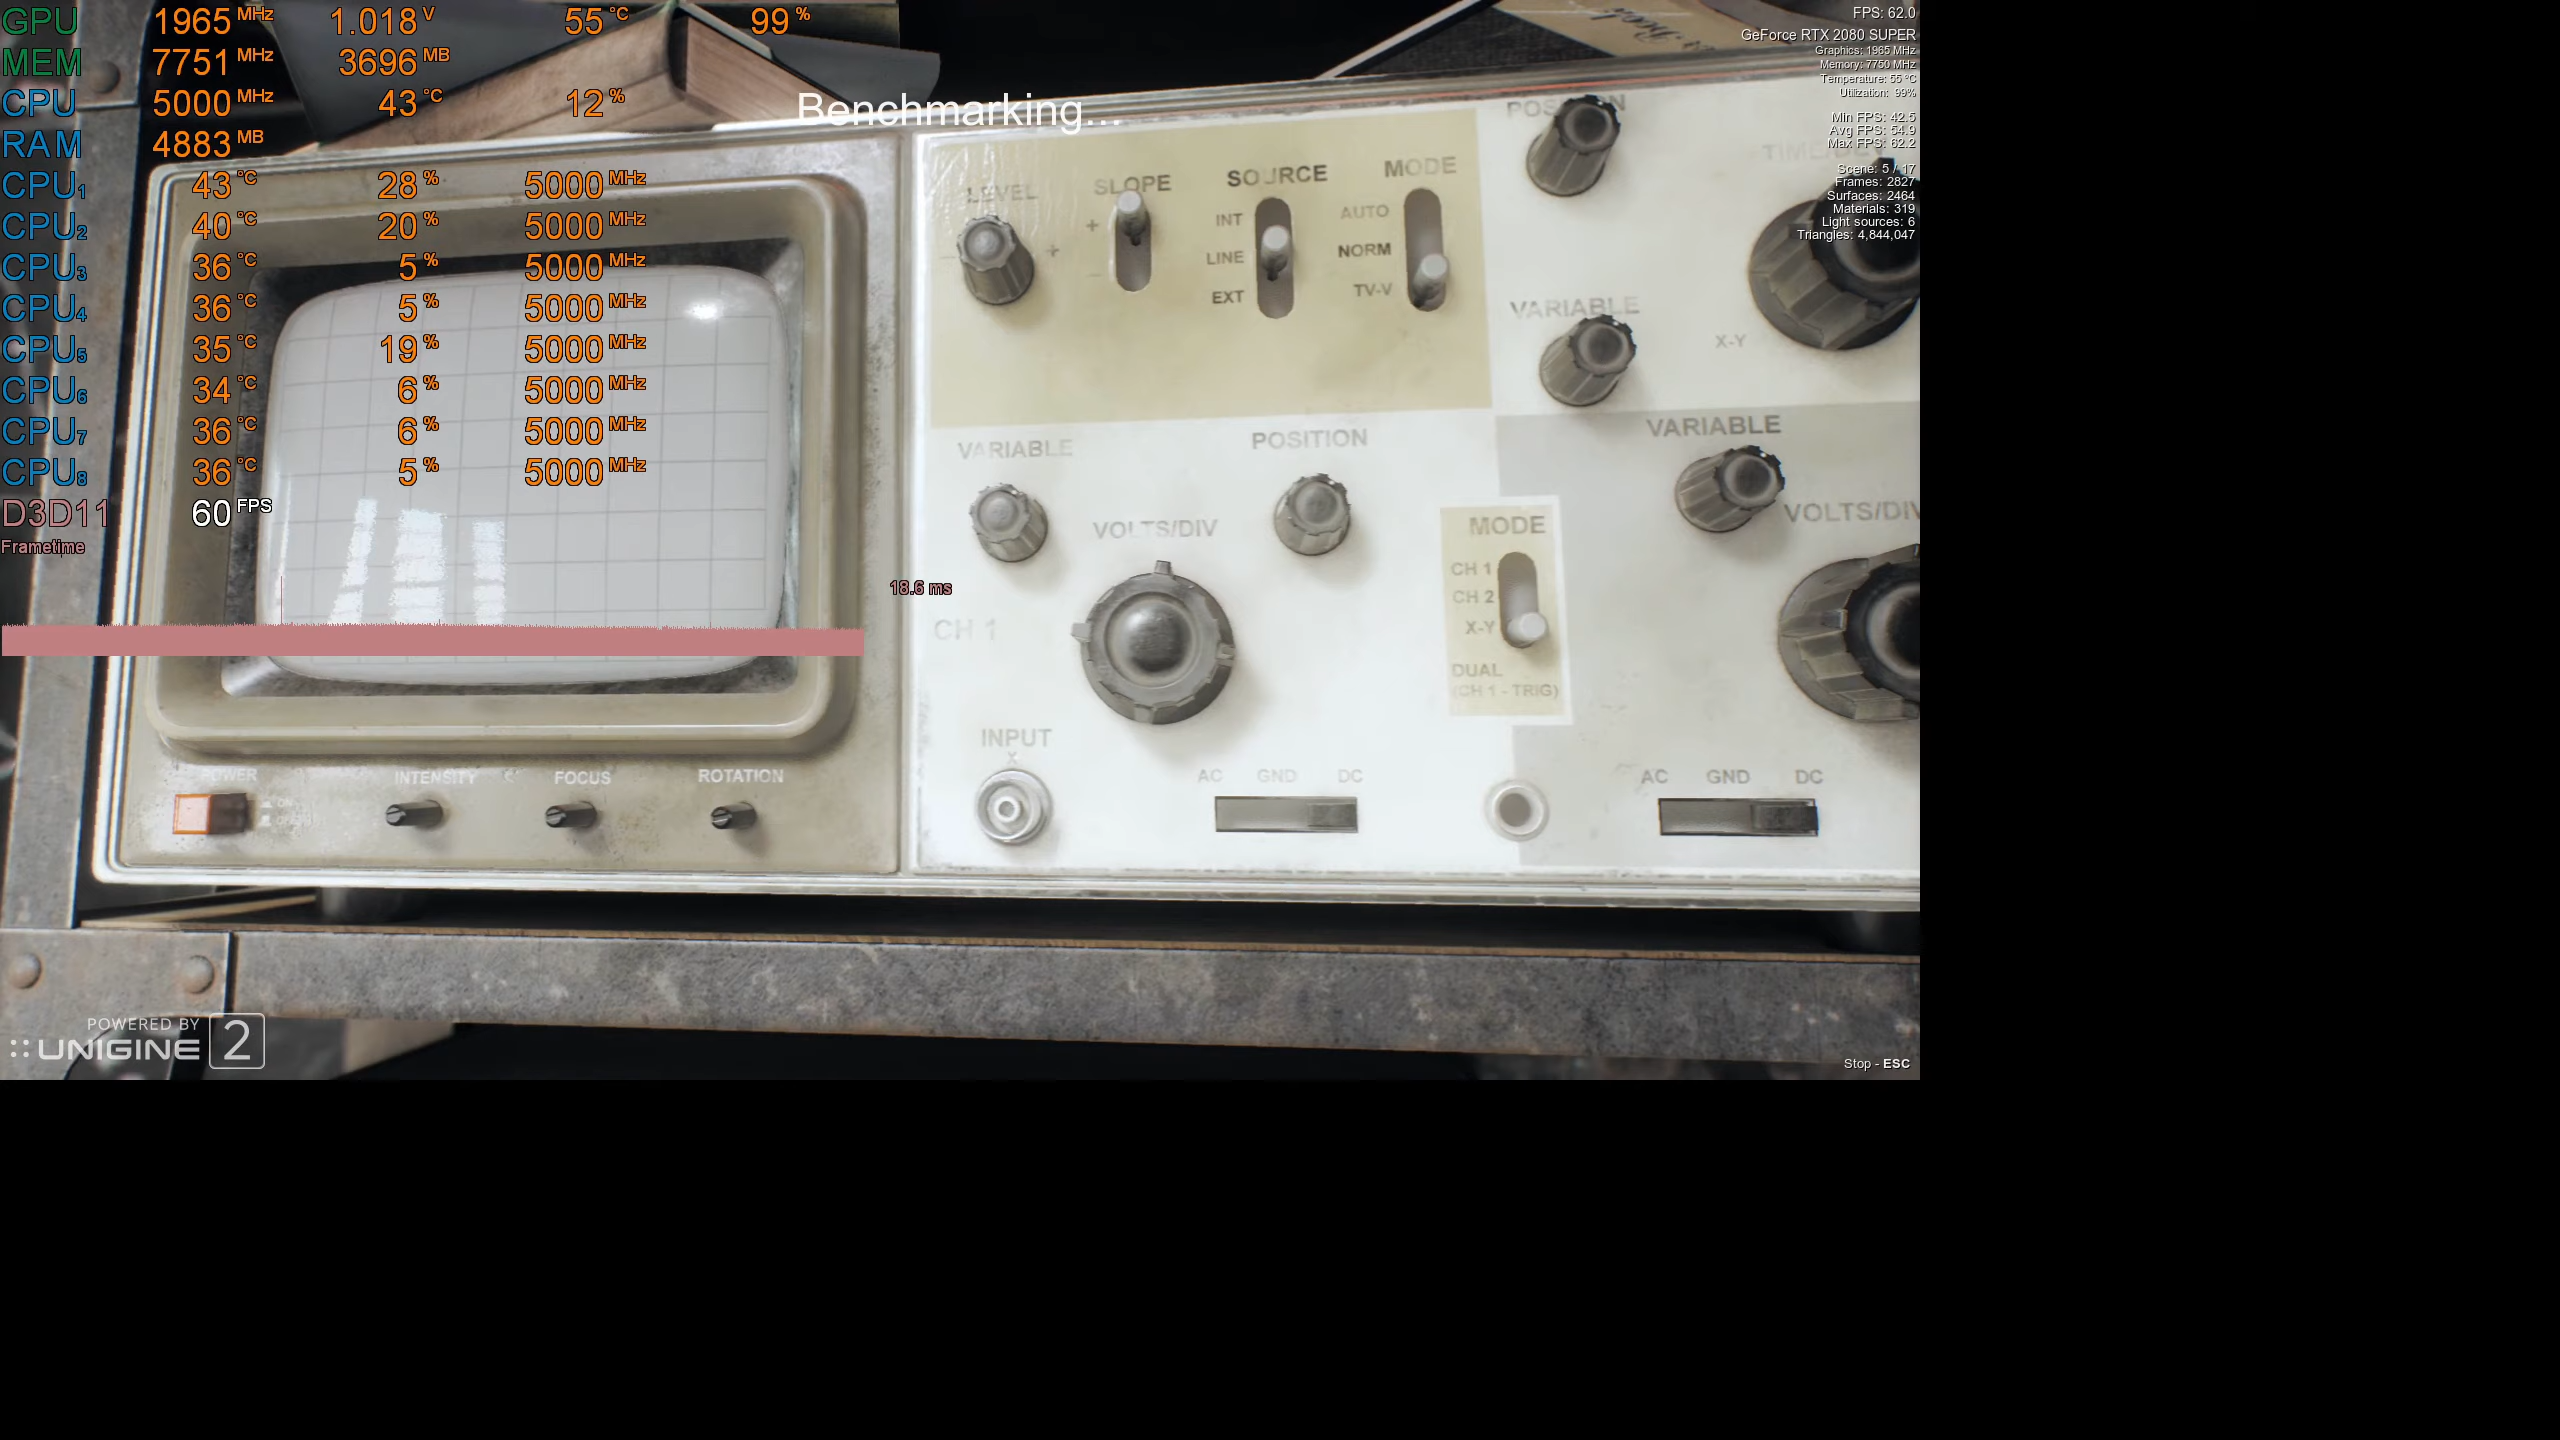 GPU 1965 MHz 1.018 V 55 °C 99 %
MEM 7751 MHz 3696 MB
CPU 5000 MHz 43 °C 12 %
RAM 4883 MB
CPU1 43 °C 28 % 5000 MHz
CPU2 40 °C 20 % 5000 MHz
CPU3 36 °C 5 % 5000 MHz
CPU4 36 °C 5 % 5000 MHz
CPU5 35 °C 19 % 5000 MHz
CPU6 34 °C 6 % 5000 MHz
CPU7 36 °C 6 % 5000 MHz
CPU8 36 °C 5 % 5000 MHz
D3D11 60 FPS
Frametime
18.6 ms
Benchmarking...
FPS: 62.0
GeForce RTX 2080 SUPER
Graphics: 1965 MHz
Memory: 7750 MHz
Temperature: 55 °C
Utilization: 99%
Min FPS: 42.5
Avg FPS: 54.9
Max FPS: 62.2
Scene: 5 / 17
Frames: 2827
Surfaces: 2464
Materials: 319
Light sources: 6
Triangles: 4,844,047
POSITION
TIME/DEV
LEVEL SLOPE SOURCE MODE
- + + -
INT
LINE
EXT
AUTO
NORM
TV-V
VARIABLE
X-Y
VARIABLE POSITION
VARIABLE
VOLTS/DIV
VOLTS/DIV
MODE
CH 1
CH 2
X-Y
DUAL
(CH 1 - TRIG)
CH 1
INPUT
X
AC GND DC
AC GND DC
POWER INTENSITY FOCUS ROTATION
ON
POWERED BY
UNIGINE 2
Stop - ESC